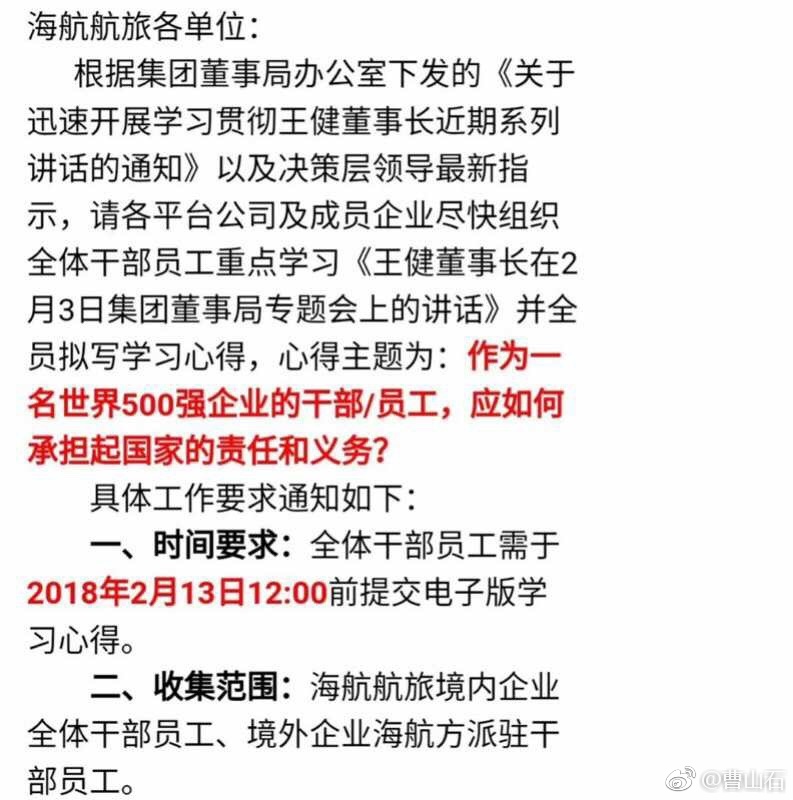 海航航旅各单位：
根据集团董事局办公室下发的《关于
迅速开展学习贯彻王健董事长近期系列
讲话的通知》以及决策层领导最新指
示，请各平台公司及成员企业尽快组织
全体干部员工重点学习《王健董事长在2
月3日集团董事局专题会上的讲话》并全
员拟写学习心得，心得主题为：作为一
名世界500强企业的干部/员工，应如何
承担起国家的责任和义务？
具体工作要求通知如下：
一、时间要求：全体干部员工需于
2018年2月13日12:00前提交电子版学
习心得。
二、收集范围：海航航旅境内企业
全体干部员工、境外企业海航方派驻干
部员工。
@曹山石